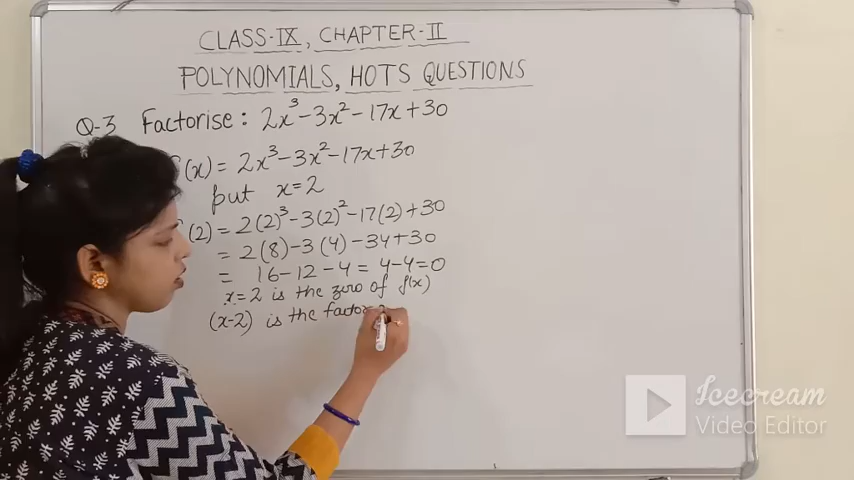 CLASS-IX, CHAPTER-II
POLYNOMIALS, HOTS QUESTIONS
Q-3 Factorise: 2x³-3x²-17x+30
(x) = 2x³-3x²-17x+30
put x=2
(2) = 2(2)³-3(2)²-17(2)+30
= 2(8)-3(4)-34+30
= 16-12-4 = 4-4=0
x=2 is the zero of f(x)
(x-2) is the factor
Icecream
VIDEO EDITOR